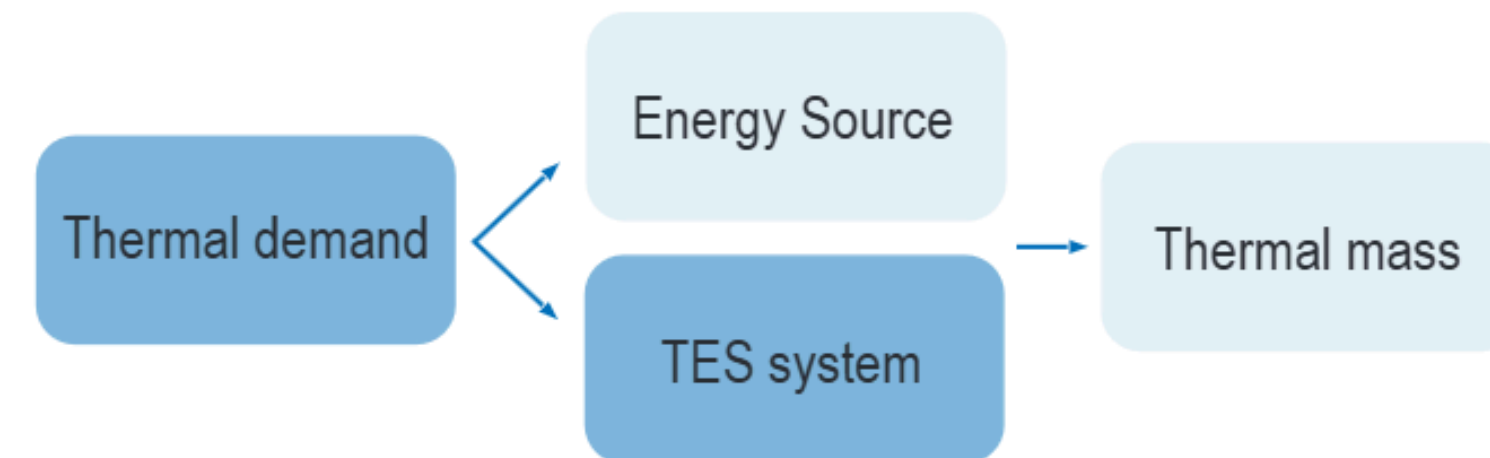 Thermal demand
Energy Source
TES system
Thermal mass